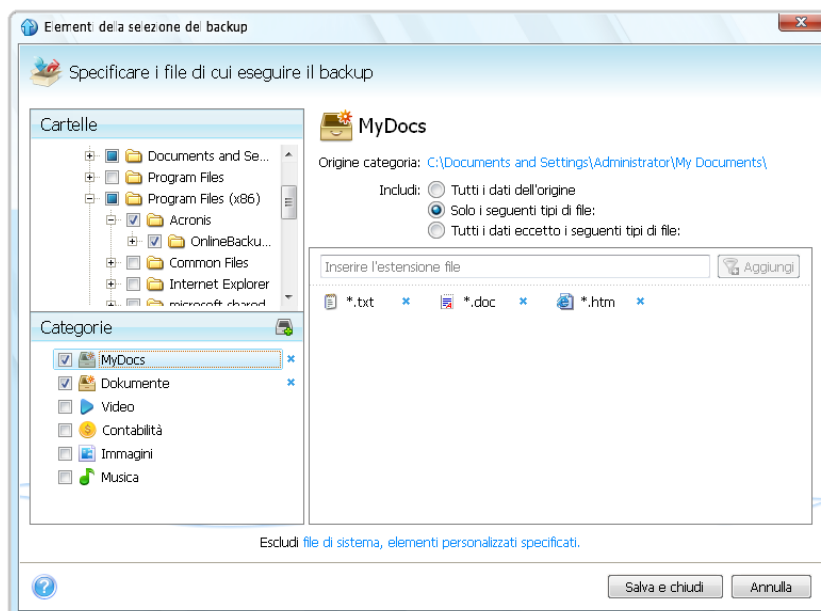 Elementi della selezione del backup
Specificare i file di cui eseguire il backup
Cartelle
Documents and Se...
Program Files
Program Files (x86)
Acronis
OnlineBacku...
Common Files
Internet Explorer
microsoft shared
Categorie
MyDocs
Dokumente
Video
Contabilità
Immagini
Musica
MyDocs
Origine categoria: C:\Documents and Settings\Administrator\My Documents\
Includi: Tutti i dati dell'origine
Solo i seguenti tipi di file:
Tutti i dati eccetto i seguenti tipi di file:
Inserire l'estensione file Aggiungi
*.txt *.doc *.htm
Escludi file di sistema, elementi personalizzati specificati.
Salva e chiudi Annulla